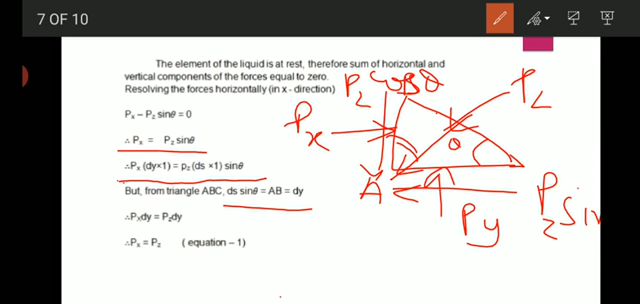 7 OF 10
The element of the liquid is at rest, therefore sum of horizontal and
vertical components of the forces equal to zero.
Resolving the forces horizontally (in x - direction)
Px – Pz sinθ = 0
∴ Px = Pz sinθ
∴Px (dy×1) = pz (ds ×1) sinθ
But, from triangle ABC, ds sinθ = AB = dy
∴Pxdy = Pzdy
∴Px = Pz ( equation – 1)
Pz cosθ
B
Pz
Px
θ
A
Py
Pz Sin